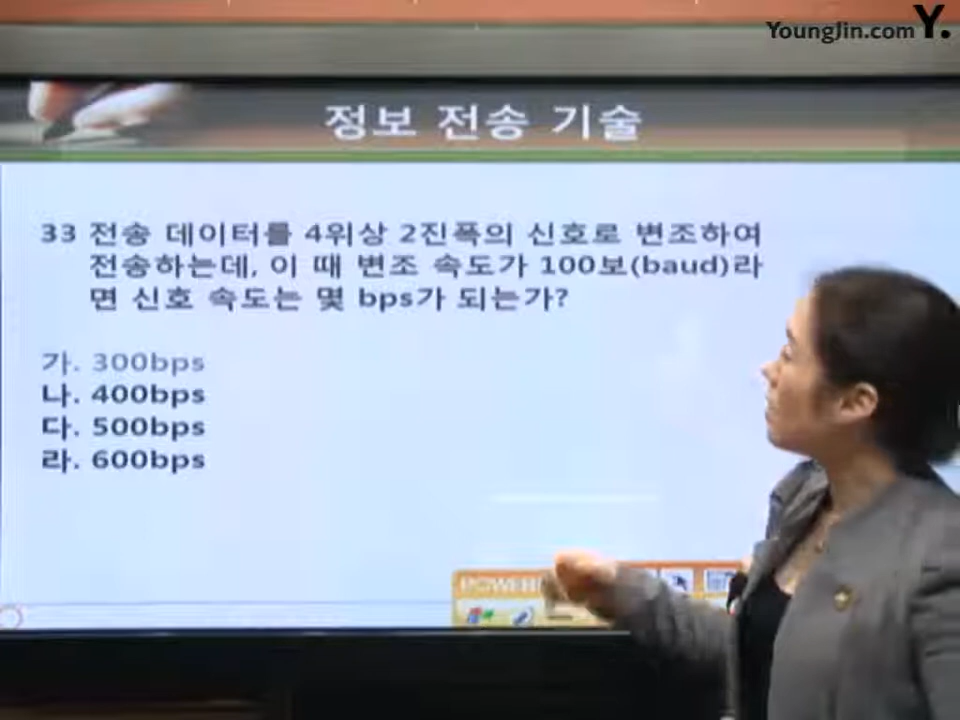 YoungJin.com Y.
정보 전송 기술
33 전송 데이터를 4위상 2진폭의 신호로 변조하여
전송하는데, 이 때 변조 속도가 100보(baud)라
면 신호 속도는 몇 bps가 되는가?
가. 300bps
나. 400bps
다. 500bps
라. 600bps